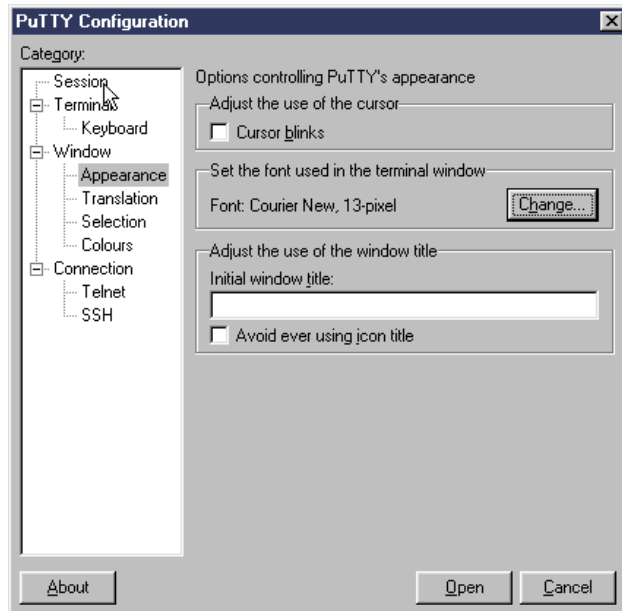 PuTTY Configuration
Category:
Session
Terminal
Keyboard
Window
Appearance
Translation
Selection
Colours
Connection
Telnet
SSH
Options controlling PuTTY's appearance
Adjust the use of the cursor
Cursor blinks
Set the font used in the terminal window
Font: Courier New, 13-pixel
Change...
Adjust the use of the window title
Initial window title:
Avoid ever using icon title
About
Open
Cancel